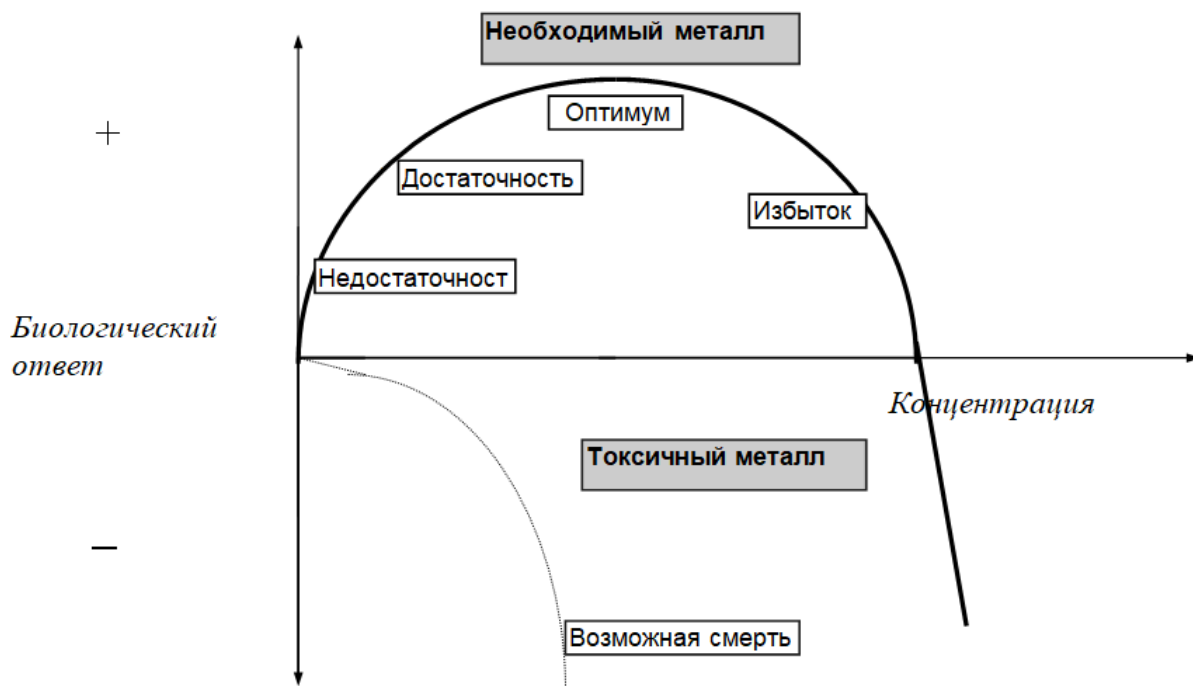 Необходимый металл
+
Оптимум
Достаточность
Избыток
Недостаточност
Биологический
ответ
Концентрация
Токсичный металл
–
Возможная смерть